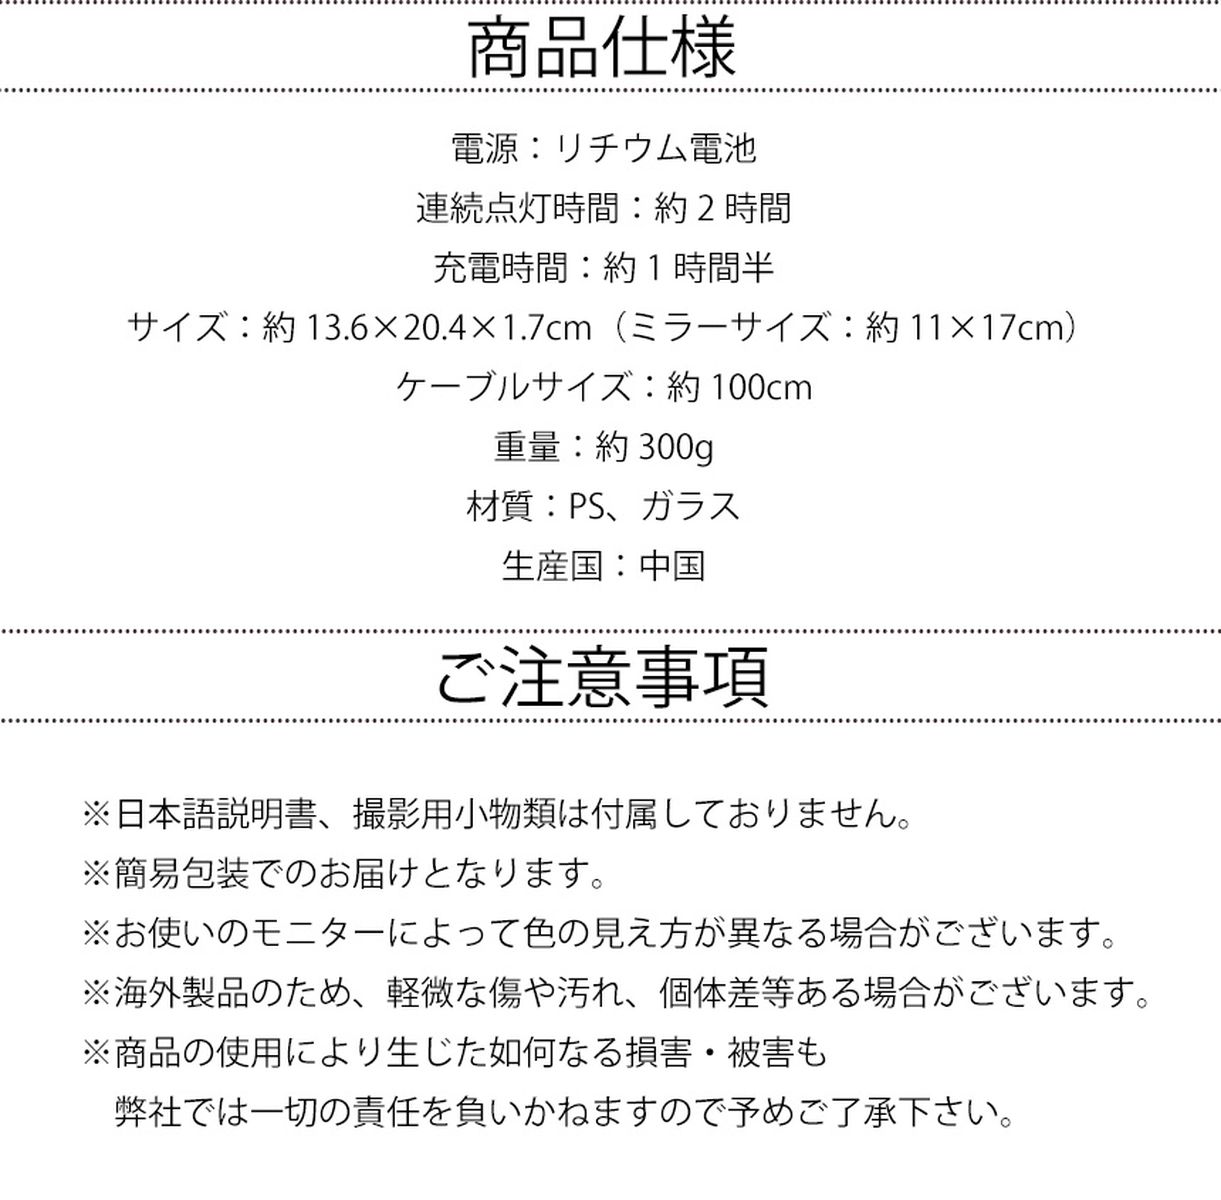 商品仕様
電源：リチウム電池
連続点灯時間：約 2 時間
充電時間：約 1 時間半
サイズ：約 13.6×20.4×1.7cm（ミラーサイズ：約 11×17cm）
ケーブルサイズ：約 100cm
重量：約 300g
材質：PS、ガラス
生産国：中国
ご注意事項
※日本語説明書、撮影用小物類は付属しておりません。
※簡易包装でのお届けとなります。
※お使いのモニターによって色の見え方が異なる場合がございます。
※海外製品のため、軽微な傷や汚れ、個体差等ある場合がございます。
※商品の使用により生じた如何なる損害・被害も
弊社では一切の責任を負いかねますので予めご了承下さい。